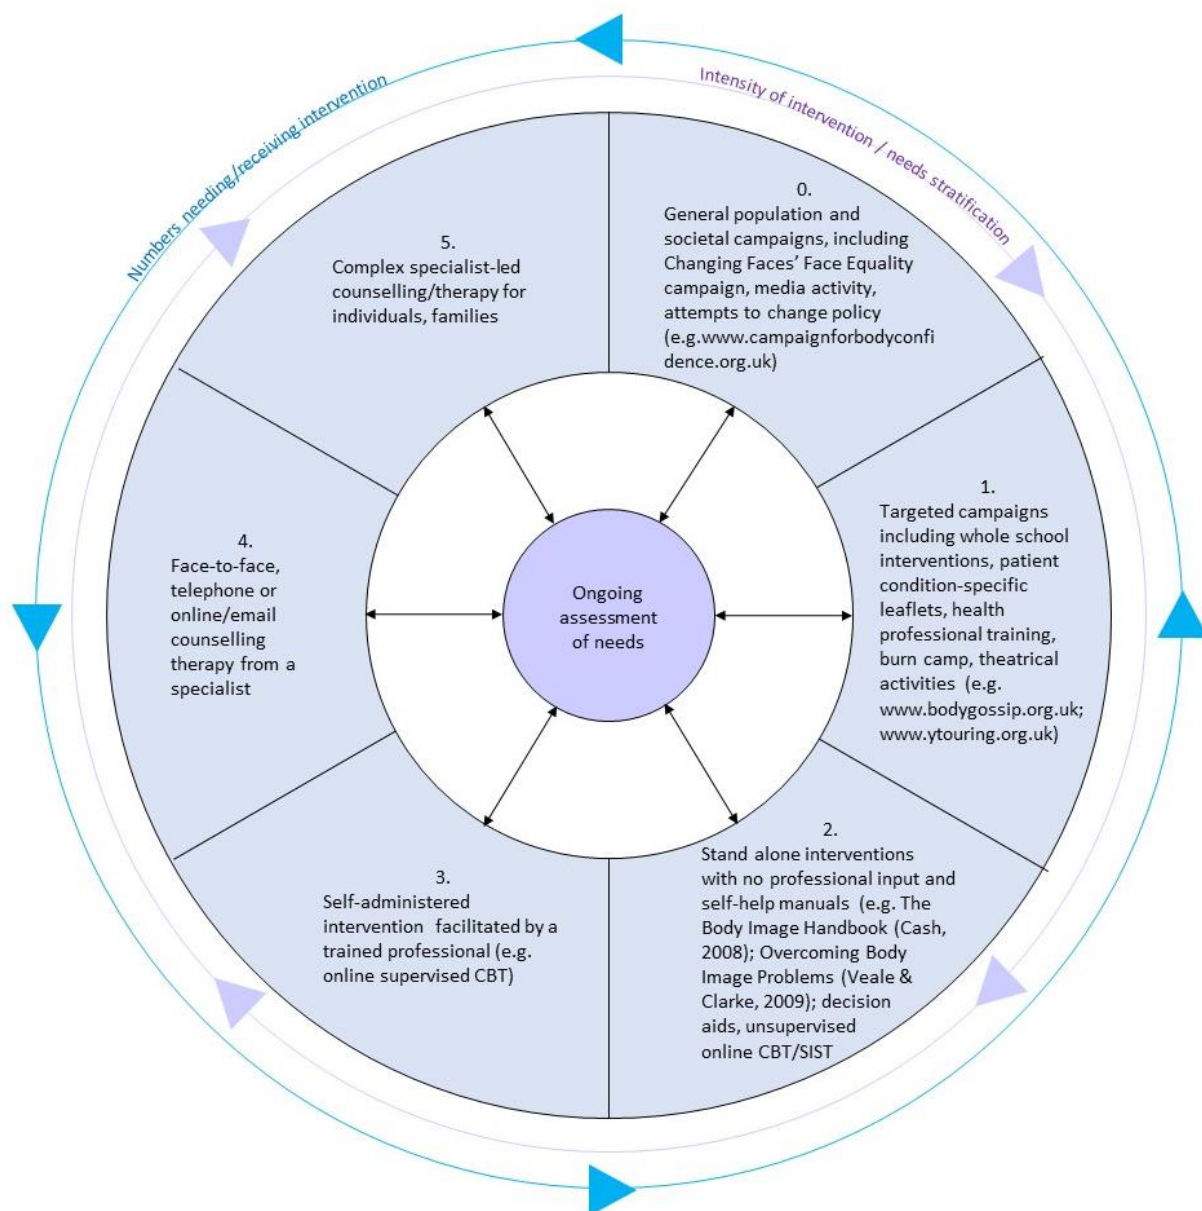 Numbers needing/receiving intervention
Intensity of intervention / needs stratification
0.
General population and
societal campaigns, including
Changing Faces’ Face Equality
campaign, media activity,
attempts to change policy
(e.g.www.campaignforbodyconfi
dence.org.uk)
1.
Targeted campaigns
including whole school
interventions, patient
condition-specific
leaflets, health
professional training,
burn camp, theatrical
activities (e.g.
www.bodygossip.org.uk;
www.ytouring.org.uk)
2.
Stand alone interventions
with no professional input and
self-help manuals (e.g. The
Body Image Handbook (Cash,
2008); Overcoming Body
Image Problems (Veale &
Clarke, 2009); decision
aids, unsupervised
online CBT/SIST
3.
Self-administered
intervention facilitated by a
trained professional (e.g.
online supervised CBT)
4.
Face-to-face,
telephone or
online/email
counselling
therapy from a
specialist
5.
Complex specialist-led
counselling/therapy for
individuals, families
Ongoing
assessment
of needs